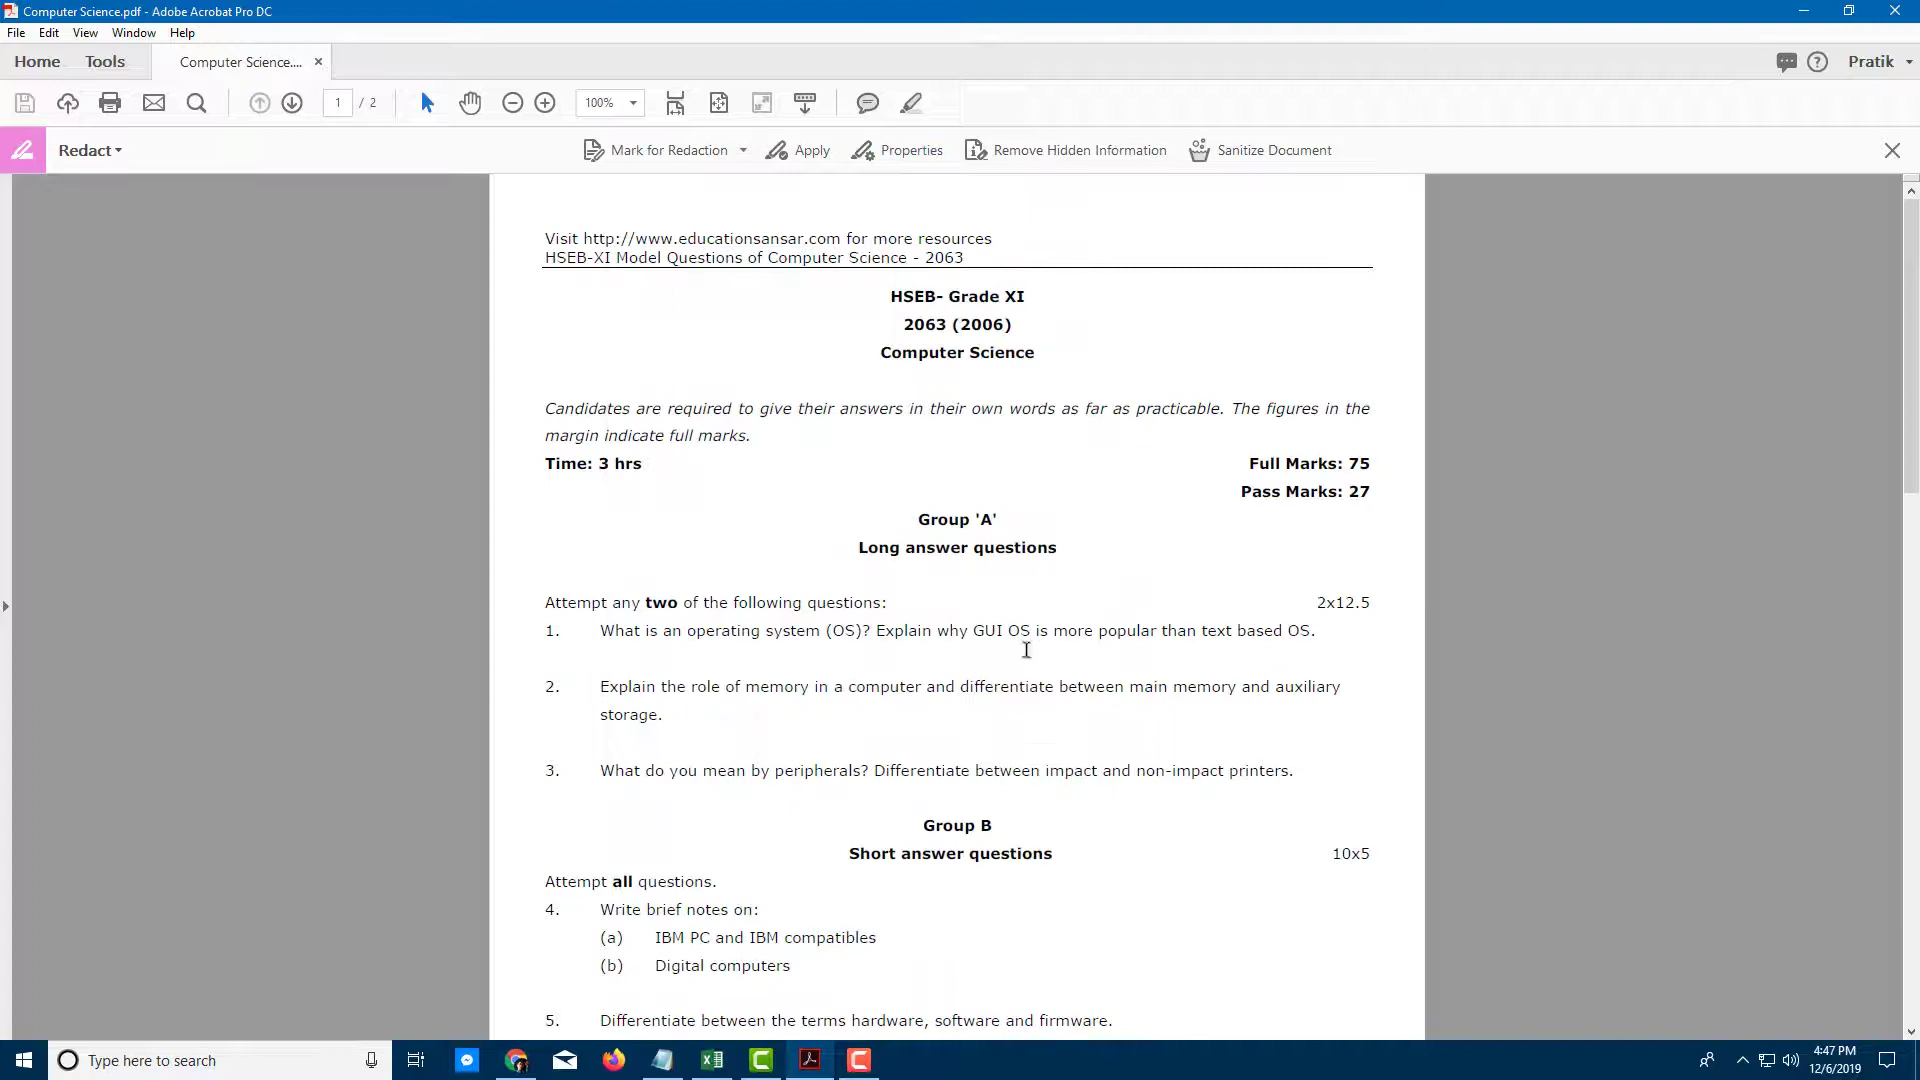 Computer Science.pdf - Adobe Acrobat Pro DC
File Edit View Window Help
Home Tools Computer Science.... × Pratik
1 / 2 100%
Redact Mark for Redaction Apply Properties Remove Hidden Information Sanitize Document
Visit http://www.educationsansar.com for more resources
HSEB-XI Model Questions of Computer Science - 2063
HSEB- Grade XI
2063 (2006)
Computer Science
Candidates are required to give their answers in their own words as far as practicable. The figures in the
margin indicate full marks.
Time: 3 hrs Full Marks: 75
Pass Marks: 27
Group 'A'
Long answer questions
Attempt any two of the following questions: 2x12.5
1. What is an operating system (OS)? Explain why GUI OS is more popular than text based OS.
2. Explain the role of memory in a computer and differentiate between main memory and auxiliary
storage.
3. What do you mean by peripherals? Differentiate between impact and non-impact printers.
Group B
Short answer questions 10x5
Attempt all questions.
4. Write brief notes on:
(a) IBM PC and IBM compatibles
(b) Digital computers
5. Differentiate between the terms hardware, software and firmware.
Type here to search
4:47 PM
12/6/2019